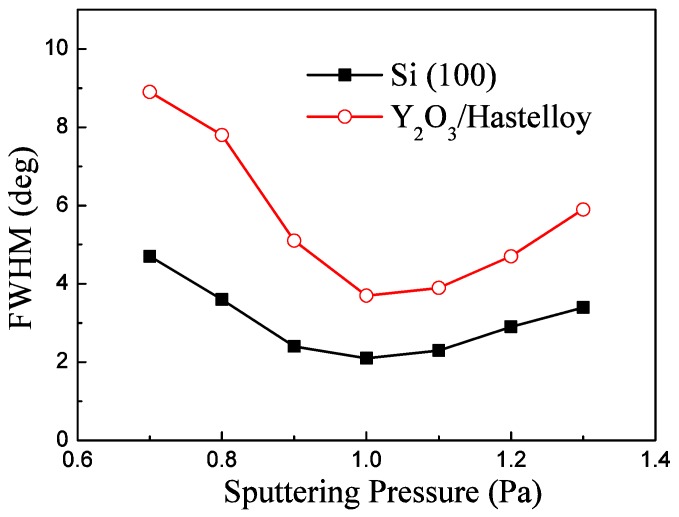 10
8
6
4
2
0
FWHM (deg)
Si (100)
Y₂O₃/Hastelloy
0.6 0.8 1.0 1.2 1.4
Sputtering Pressure (Pa)